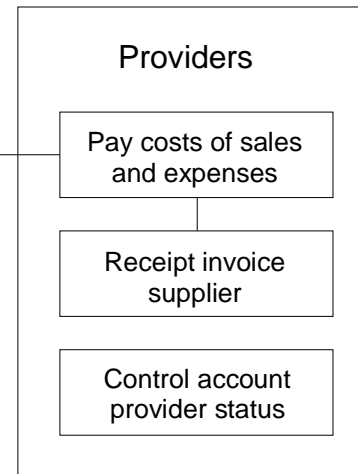 Providers
Pay costs of sales
and expenses
Receipt invoice
supplier
Control account
provider status